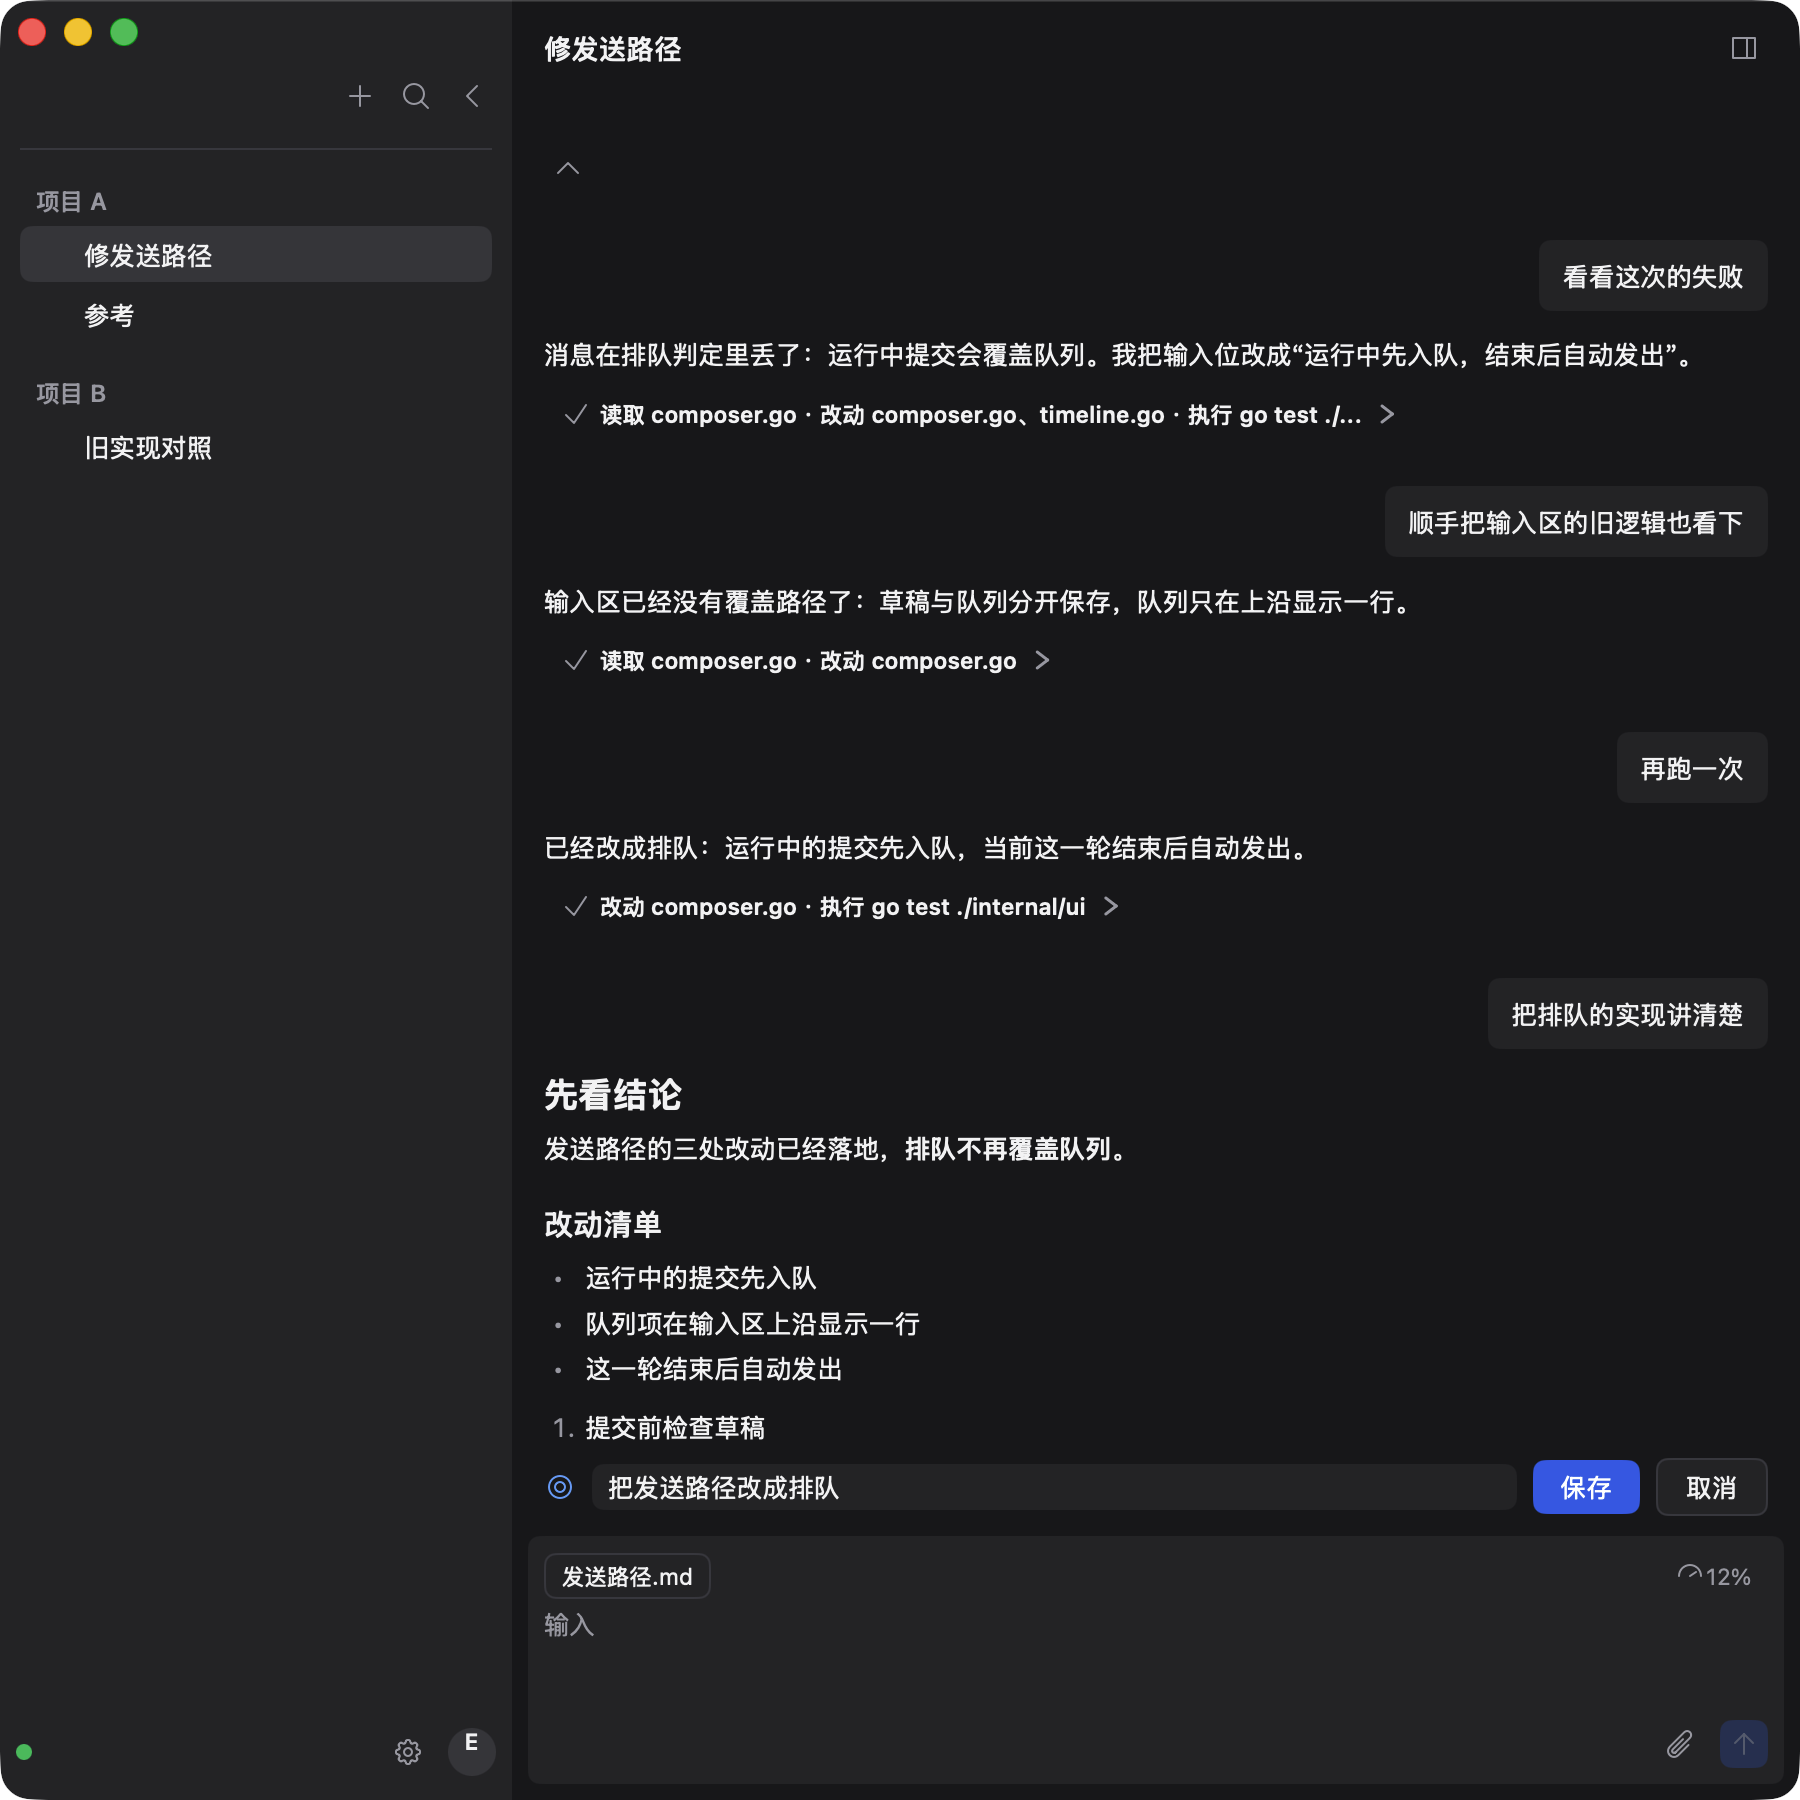 修发送路径
项目 A
修发送路径
参考
项目 B
旧实现对照
看看这次的失败
消息在排队判定里丢了：运行中提交会覆盖队列。我把输入位改成“运行中先入队，结束后自动发出”。
读取 composer.go · 改动 composer.go、timeline.go · 执行 go test ./...
顺手把输入区的旧逻辑也看下
输入区已经没有覆盖路径了：草稿与队列分开保存，队列只在上沿显示一行。
读取 composer.go · 改动 composer.go
再跑一次
已经改成排队：运行中的提交先入队，当前这一轮结束后自动发出。
改动 composer.go · 执行 go test ./internal/ui
把排队的实现讲清楚
先看结论
发送路径的三处改动已经落地，排队不再覆盖队列。
改动清单
• 运行中的提交先入队
• 队列项在输入区上沿显示一行
• 这一轮结束后自动发出
1. 提交前检查草稿
把发送路径改成排队
保存
取消
发送路径.md
12%
输入
E